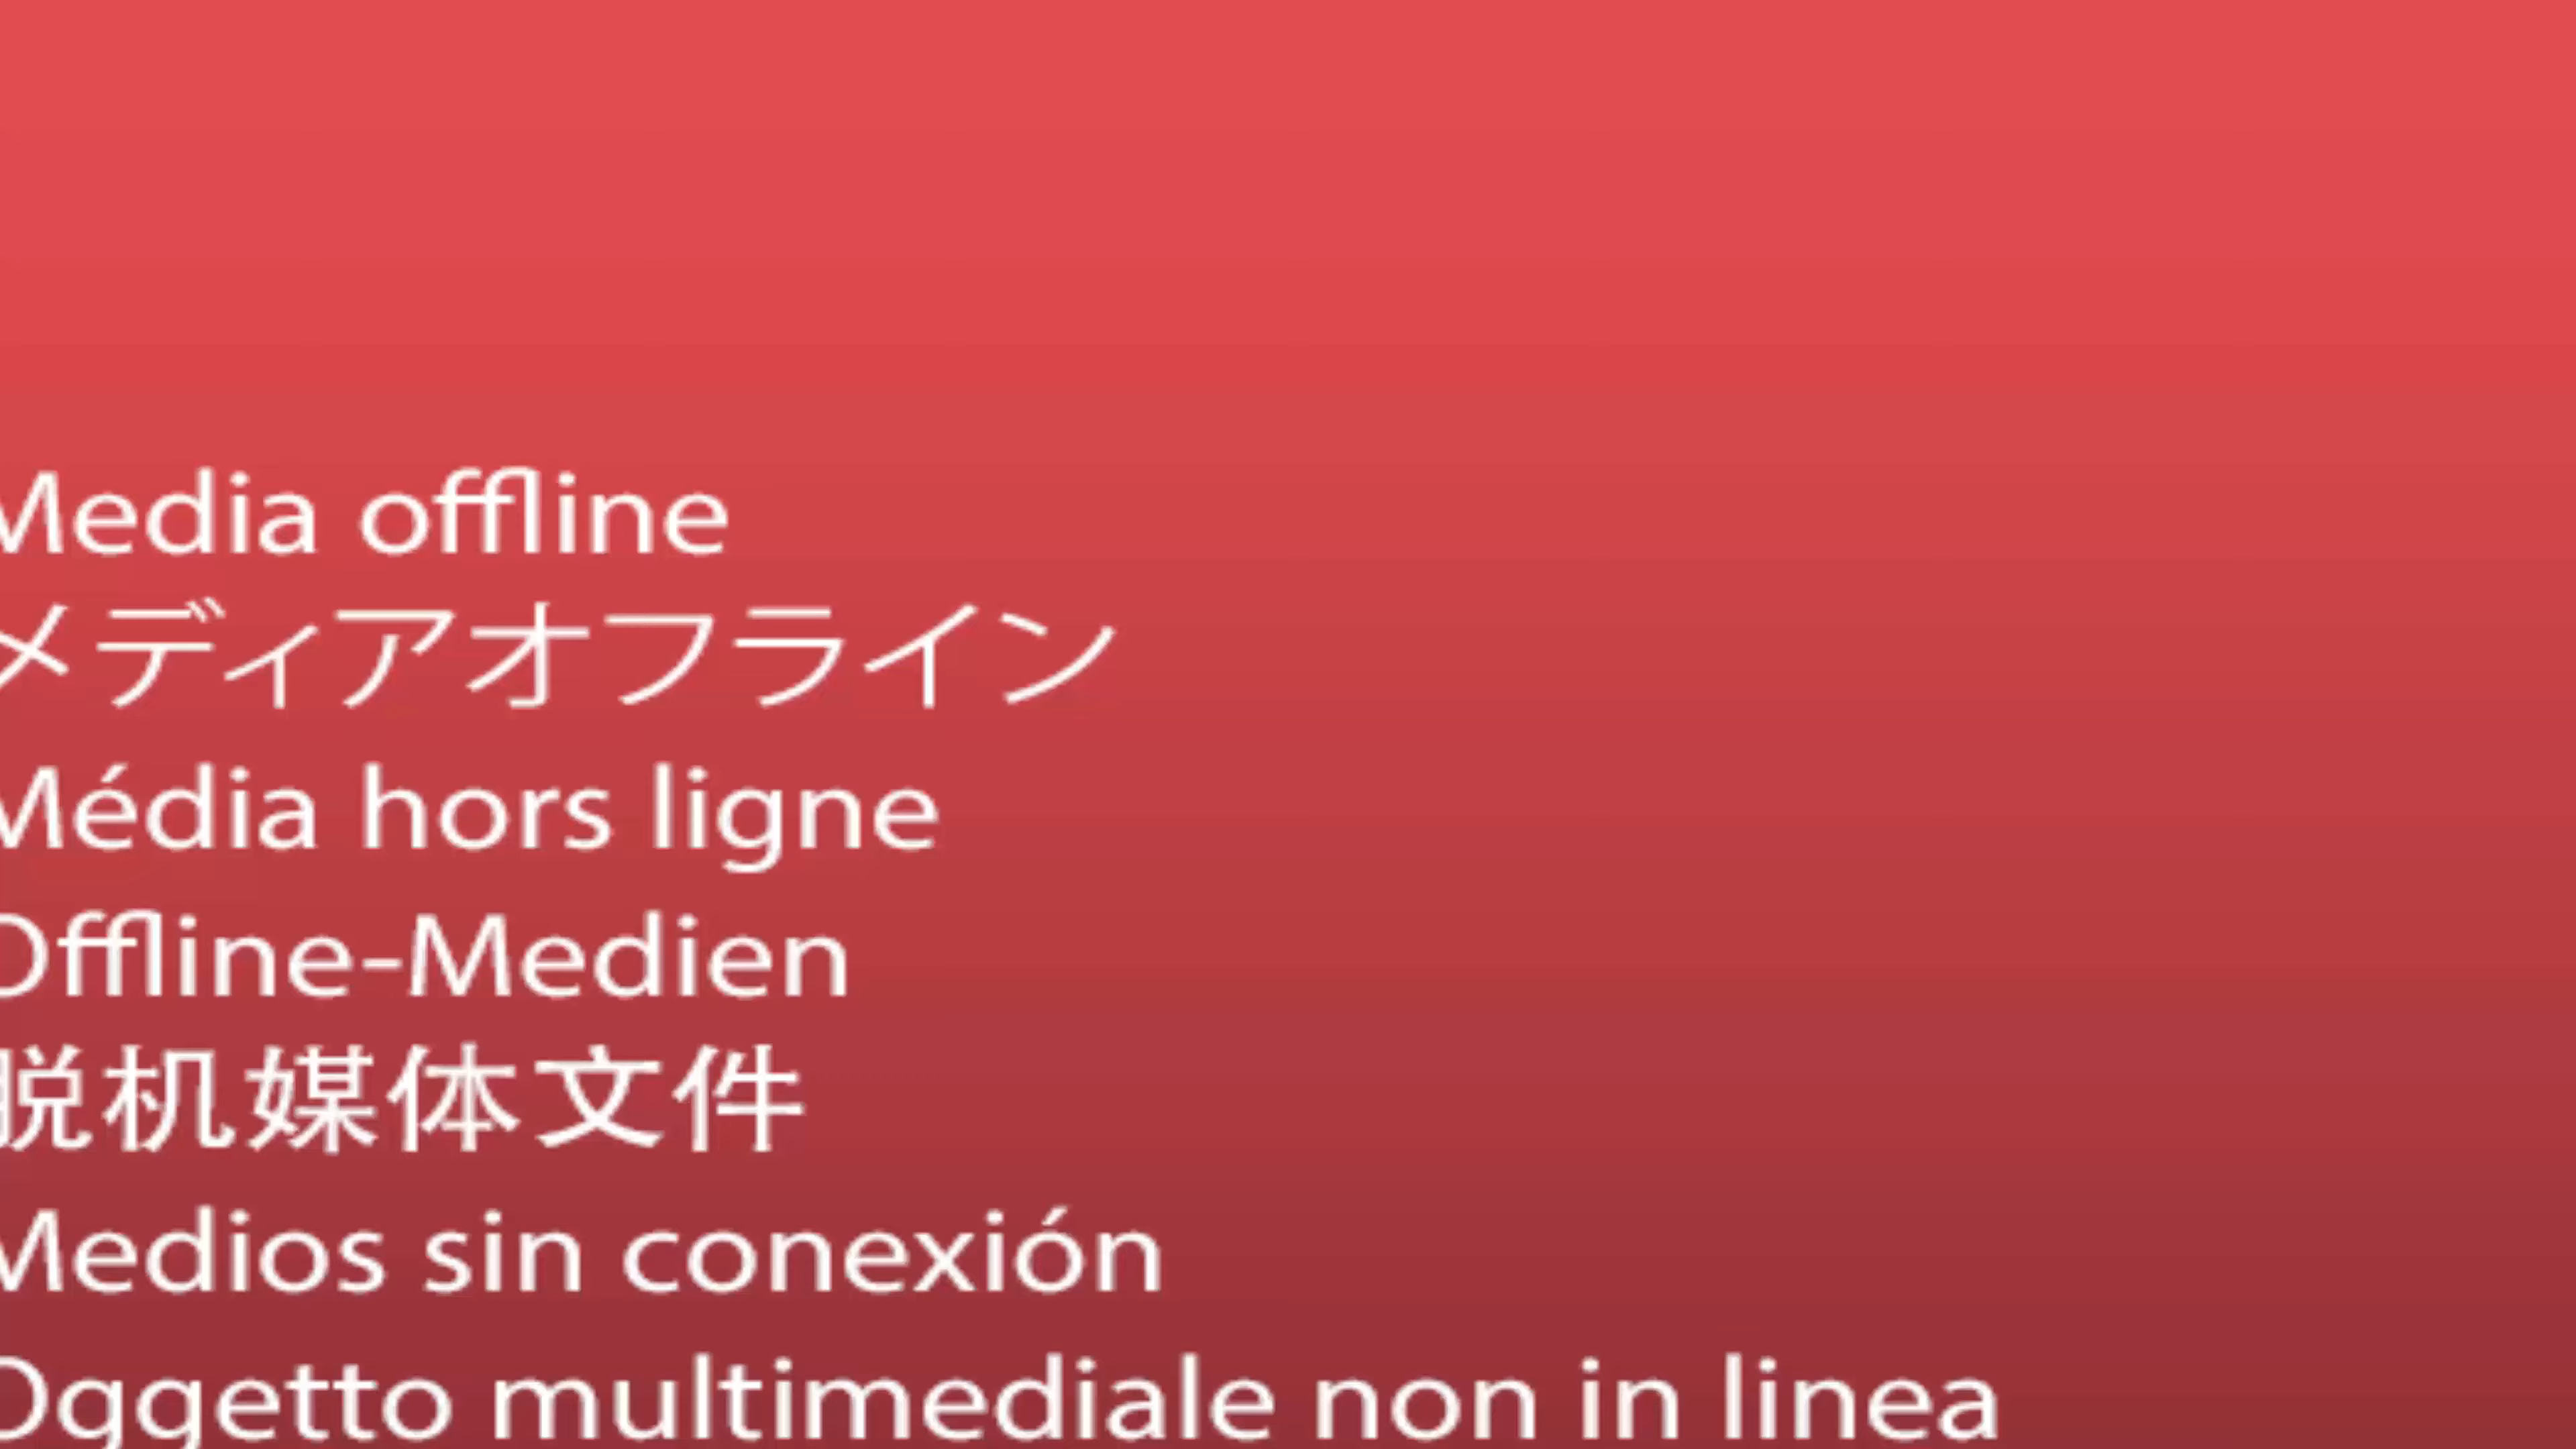 Media offline
メディアオフライン
Média hors ligne
Offline-Medien
脱机媒体文件
Medios sin conexión
Oggetto multimediale non in linea